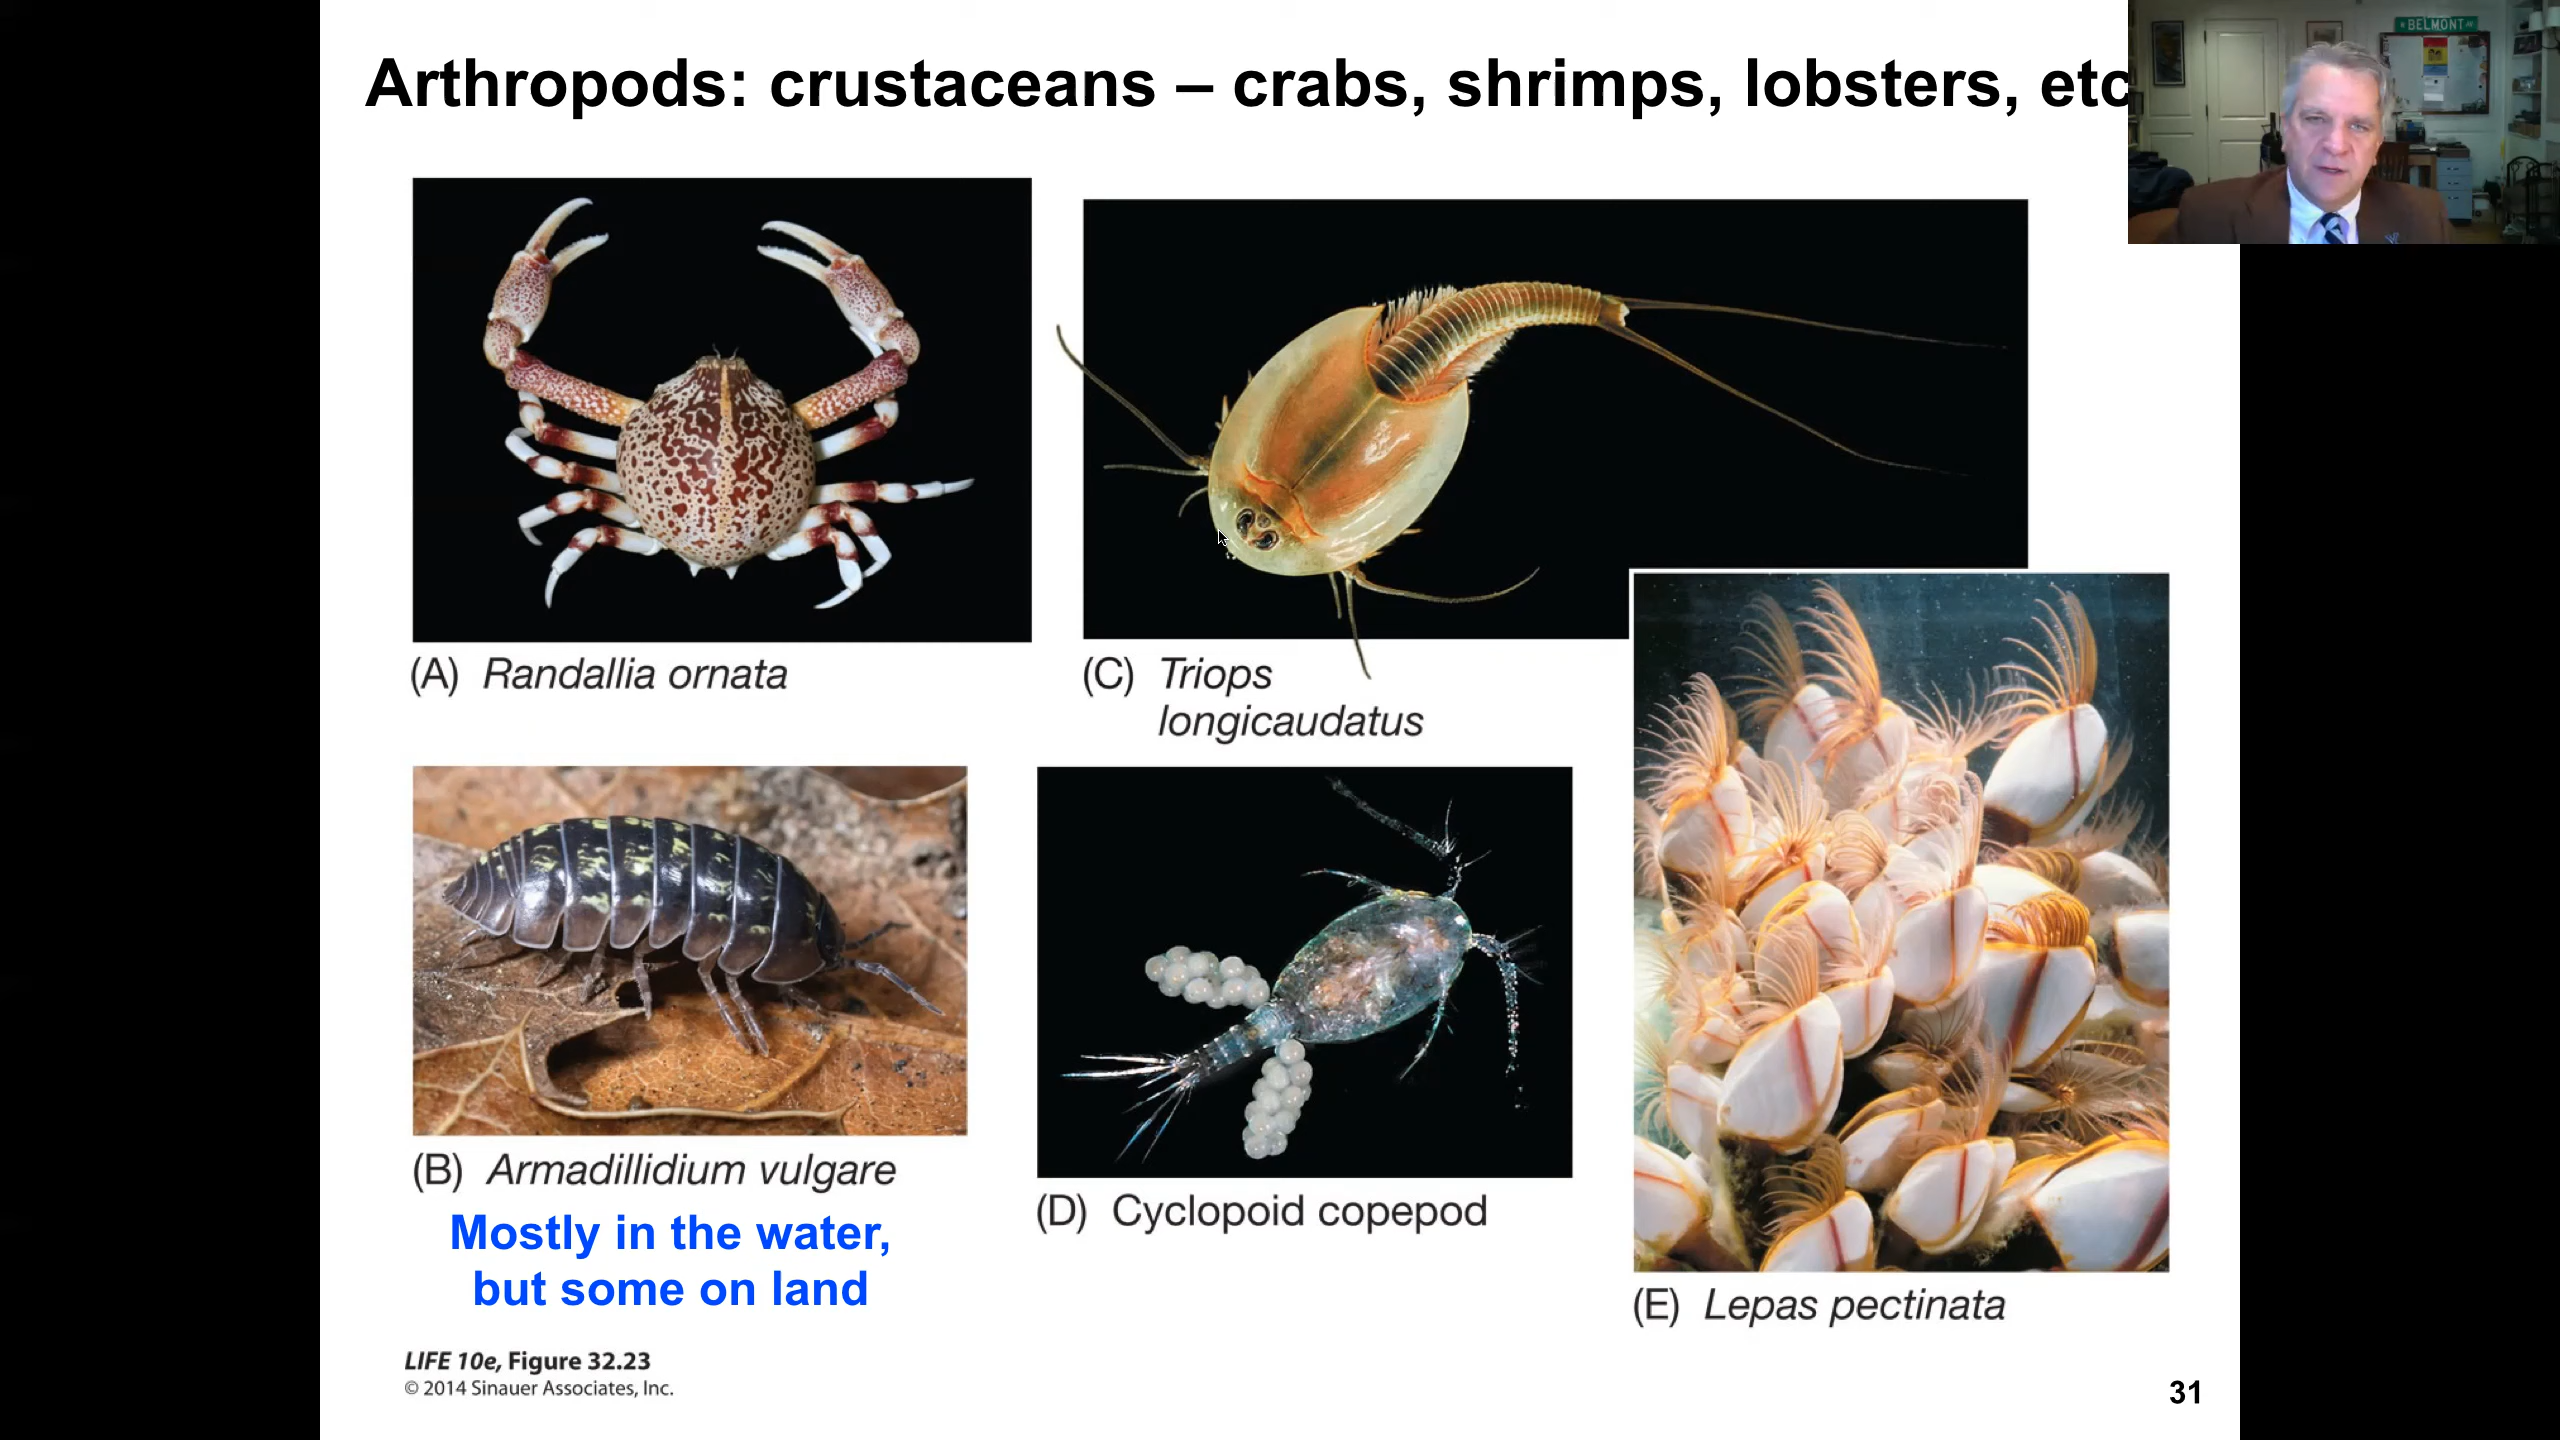 Arthropods: crustaceans – crabs, shrimps, lobsters, etc
BELMONT
(A) Randallia ornata
(C) Triops
longicaudatus
(B) Armadillidium vulgare
Mostly in the water,
but some on land
(D) Cyclopoid copepod
(E) Lepas pectinata
LIFE 10e, Figure 32.23
© 2014 Sinauer Associates, Inc.
31